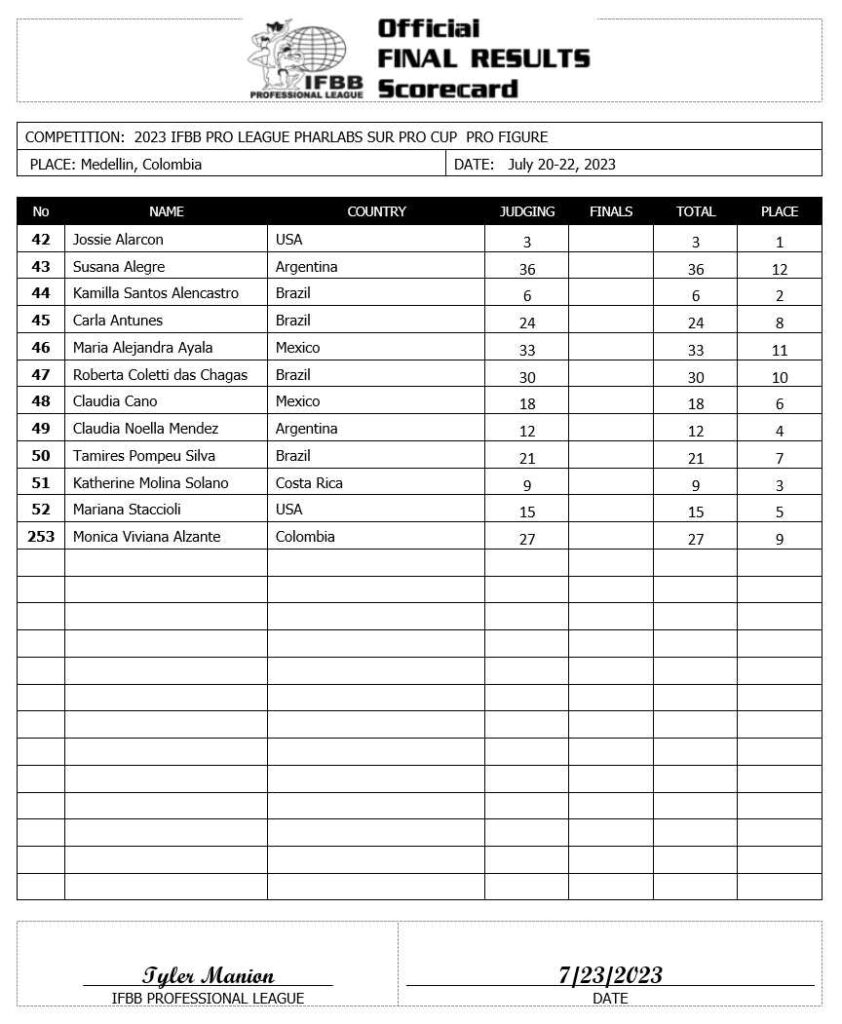 Official
FINAL RESULTS
Scorecard
IFBB
PROFESSIONAL LEAGUE
COMPETITION: 2023 IFBB PRO LEAGUE PHARLABS SUR PRO CUP PRO FIGURE
PLACE: Medellin, Colombia DATE: July 20-22, 2023
No NAME COUNTRY JUDGING FINALS TOTAL PLACE
42 Jossie Alarcon USA 3 3 1
43 Susana Alegre Argentina 36 36 12
44 Kamilla Santos Alencastro Brazil 6 6 2
45 Carla Antunes Brazil 24 24 8
46 Maria Alejandra Ayala Mexico 33 33 11
47 Roberta Coletti das Chagas Brazil 30 30 10
48 Claudia Cano Mexico 18 18 6
49 Claudia Noella Mendez Argentina 12 12 4
50 Tamires Pompeu Silva Brazil 21 21 7
51 Katherine Molina Solano Costa Rica 9 9 3
52 Mariana Staccioli USA 15 15 5
253 Monica Viviana Alzante Colombia 27 27 9
Tyler Manion 7/23/2023
IFBB PROFESSIONAL LEAGUE DATE